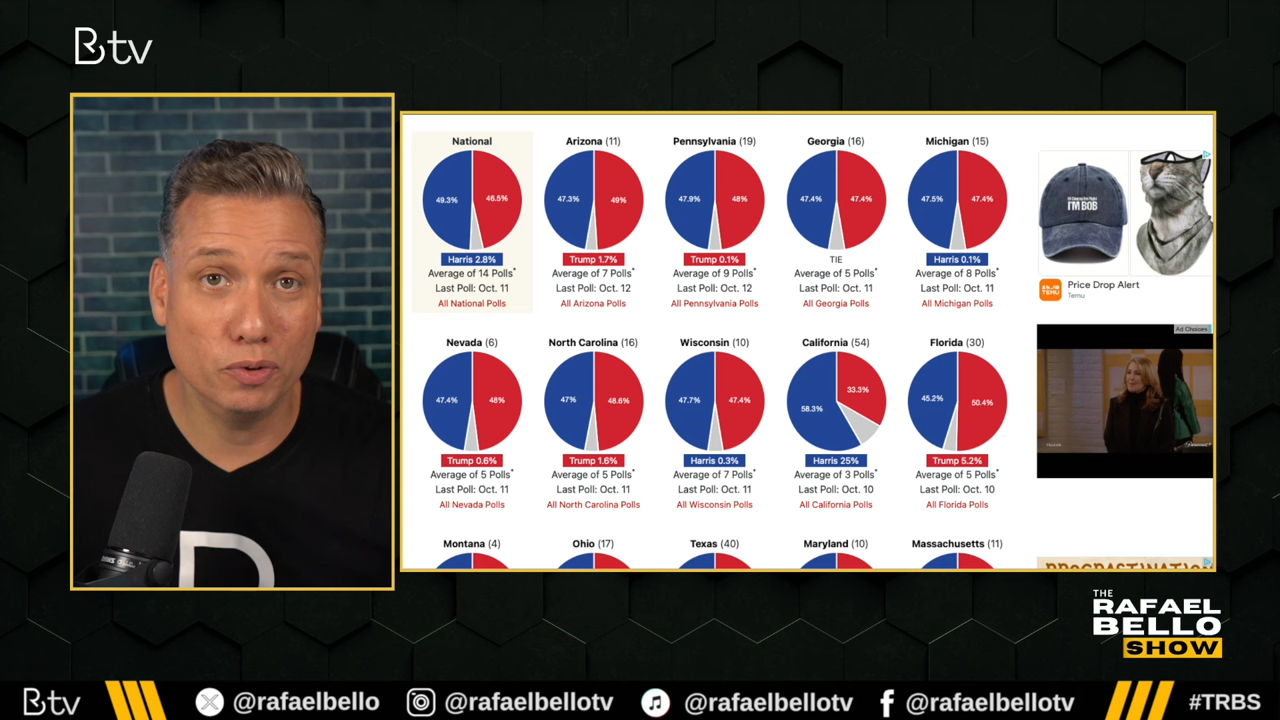 Btv
National
49.3%
46.5%
Harris 2.8%
Average of 14 Polls*
Last Poll: Oct. 11
All National Polls
Arizona (11)
47.3%
49%
Trump 1.7%
Average of 7 Polls*
Last Poll: Oct. 12
All Arizona Polls
Pennsylvania (19)
47.9%
48%
Trump 0.1%
Average of 9 Polls*
Last Poll: Oct. 12
All Pennsylvania Polls
Georgia (16)
47.4%
47.4%
TIE
Average of 5 Polls*
Last Poll: Oct. 11
All Georgia Polls
Michigan (15)
47.5%
47.4%
Harris 0.1%
Average of 8 Polls*
Last Poll: Oct. 11
All Michigan Polls
Nevada (6)
47.4%
48%
Trump 0.6%
Average of 5 Polls*
Last Poll: Oct. 11
All Nevada Polls
North Carolina (16)
47%
48.6%
Trump 1.6%
Average of 5 Polls*
Last Poll: Oct. 11
All North Carolina Polls
Wisconsin (10)
47.7%
47.4%
Harris 0.3%
Average of 7 Polls*
Last Poll: Oct. 11
All Wisconsin Polls
California (54)
58.3%
33.3%
Harris 25%
Average of 3 Polls*
Last Poll: Oct. 10
All California Polls
Florida (30)
45.2%
50.4%
Trump 5.2%
Average of 5 Polls*
Last Poll: Oct. 10
All Florida Polls
Montana (4)
Ohio (17)
Texas (40)
Maryland (10)
Massachusetts (11)
I'M BOB
TEMU
Price Drop Alert
Temu
Ad Choices
THE
RAFAEL
BELLO
SHOW
Btv
@rafaelbello
@rafaelbellotv
@rafaelbellotv
@rafaelbellotv
#TRBS